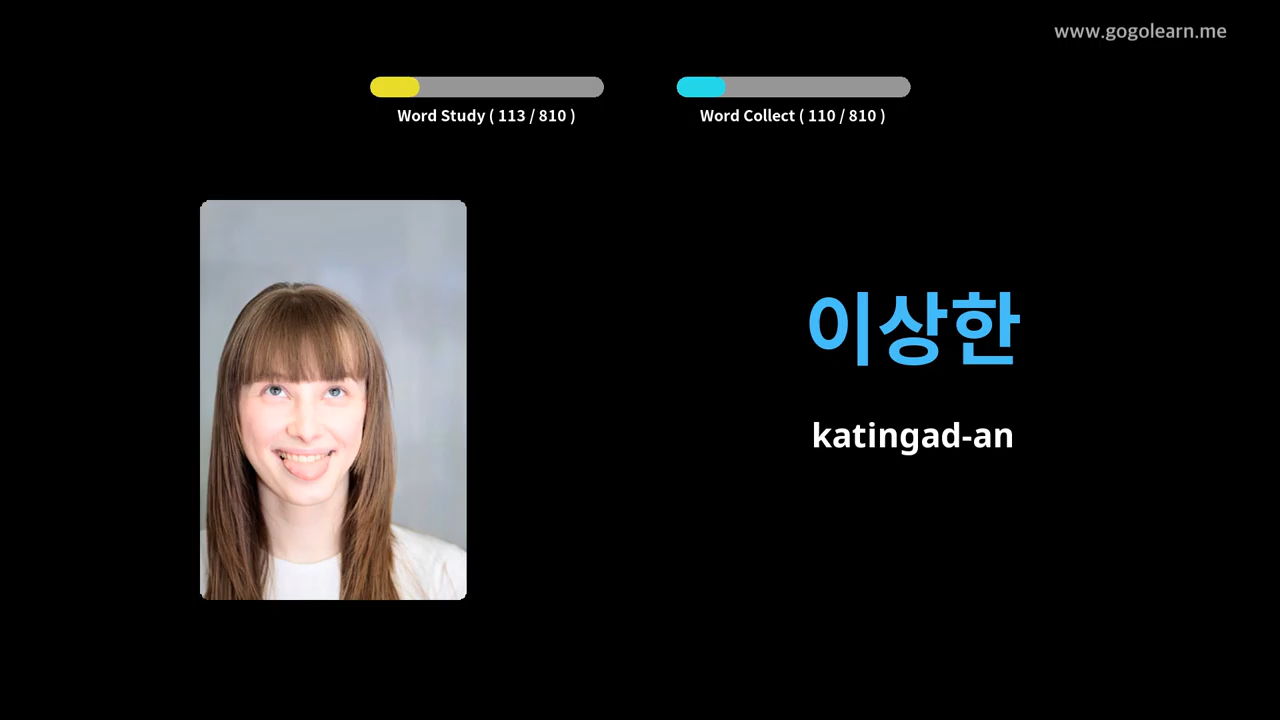 www.gogolearn.me
Word Study ( 113 / 810 )
Word Collect ( 110 / 810 )
이상한
katingad-an